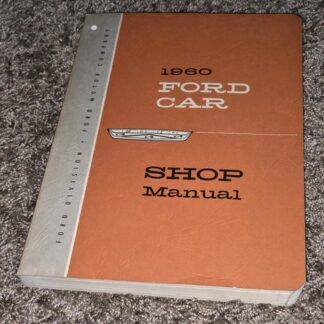 1960
FORD
CAR
SHOP
Manual
FORD DIVISION • FORD MOTOR COMPANY